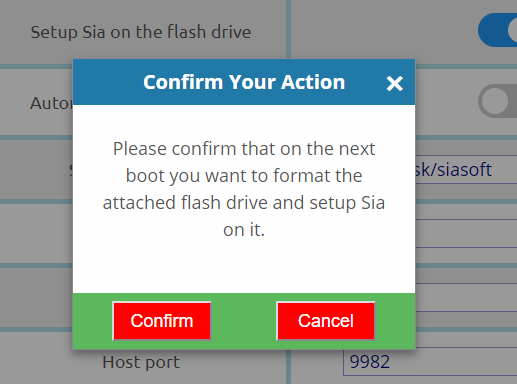 Setup Sia on the flash drive
Confirm Your Action
×
Auto
Please confirm that on the next
boot you want to format the
attached flash drive and setup Sia
on it.
sk/siasoft
Confirm
Cancel
Host port
9982